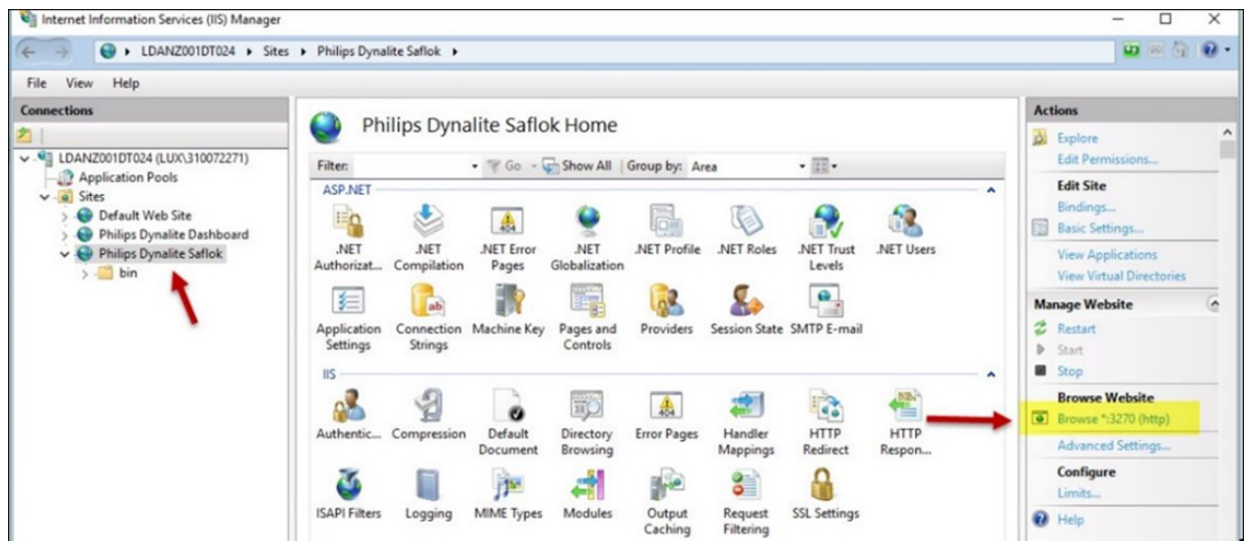 Internet Information Services (IIS) Manager
LDANZ001DT024 Sites Philips Dynalite Saflok
File View Help
Connections
LDANZ001DT024 (LUX\310072271)
Application Pools
Sites
Default Web Site
Philips Dynalite Dashboard
Philips Dynalite Saflok
bin
Philips Dynalite Saflok Home
Filter: Go Show All Group by: Area
ASP.NET
.NET Authorizat...
.NET Compilation
.NET Error Pages
.NET Globalization
.NET Profile
.NET Roles
.NET Trust Levels
.NET Users
Application Settings
Connection Strings
Machine Key
Pages and Controls
Providers
Session State
SMTP E-mail
IIS
Authentic...
Compression
Default Document
Directory Browsing
Error Pages
Handler Mappings
HTTP Redirect
HTTP Respon...
ISAPI Filters
Logging
MIME Types
Modules
Output Caching
Request Filtering
SSL Settings
Actions
Explore
Edit Permissions...
Edit Site
Bindings...
Basic Settings...
View Applications
View Virtual Directories
Manage Website
Restart
Start
Stop
Browse Website
Browse *:3270 (http)
Advanced Settings...
Configure
Limits...
Help